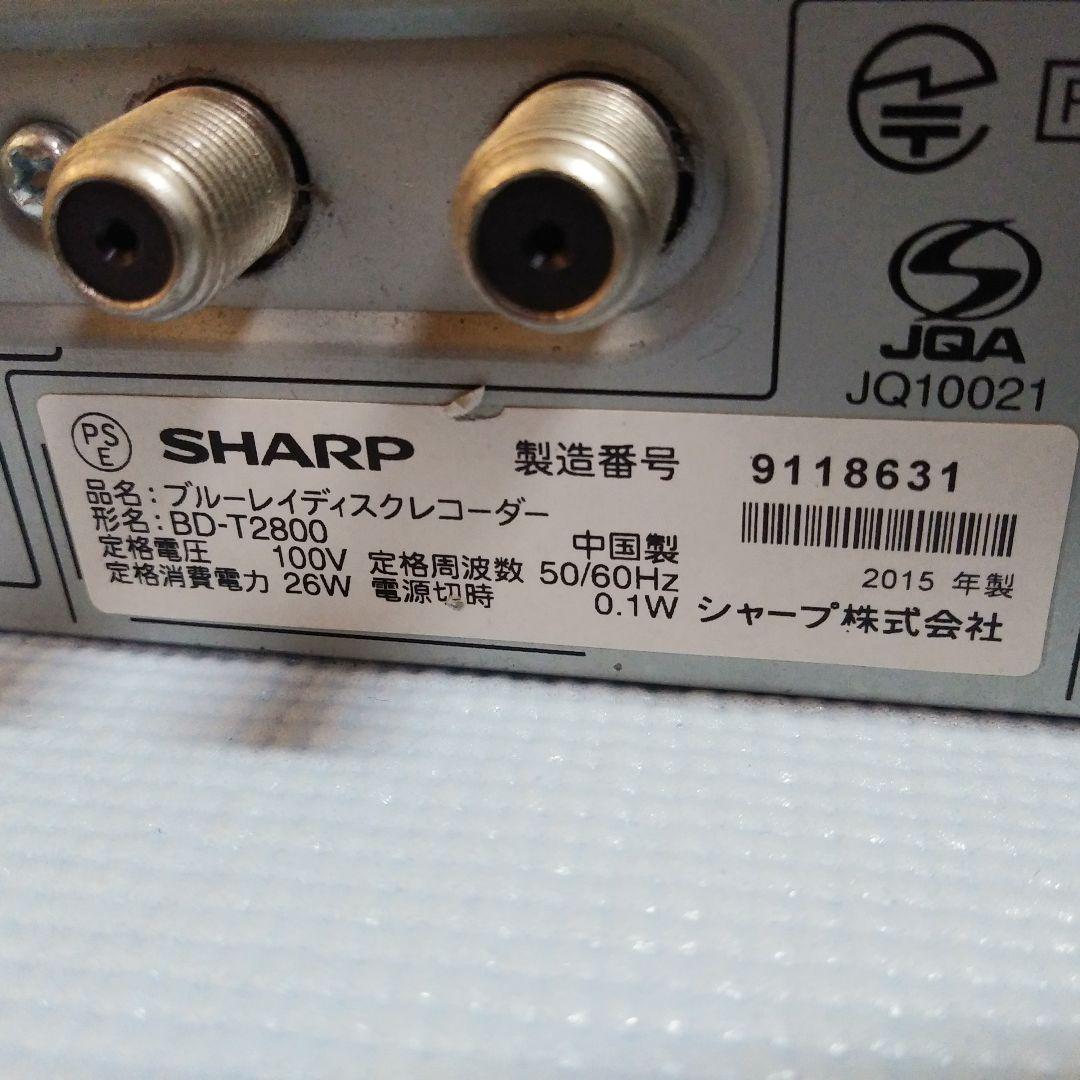 R
JQA
JQ10021
PS
E
SHARP 製造番号 9118631
品名:ブルーレイディスクレコーダー
形名:BD-T2800 中国製
定格電圧 100V 定格周波数 50/60Hz 2015 年製
定格消費電力 26W 電源切時 0.1W シャープ株式会社